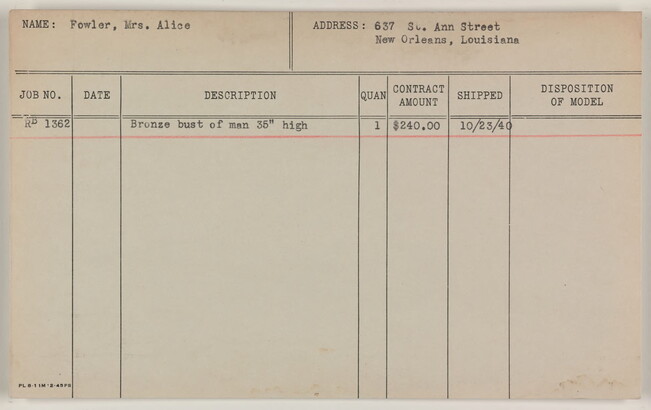 NAME: Fowler, Mrs. Alice ADDRESS: 637 St. Ann Street
New Orleans, Louisiana
JOB NO. DATE DESCRIPTION QUAN CONTRACT AMOUNT SHIPPED DISPOSITION OF MODEL
RD 1362 Bronze bust of man 35" high 1 $240.00 10/23/40